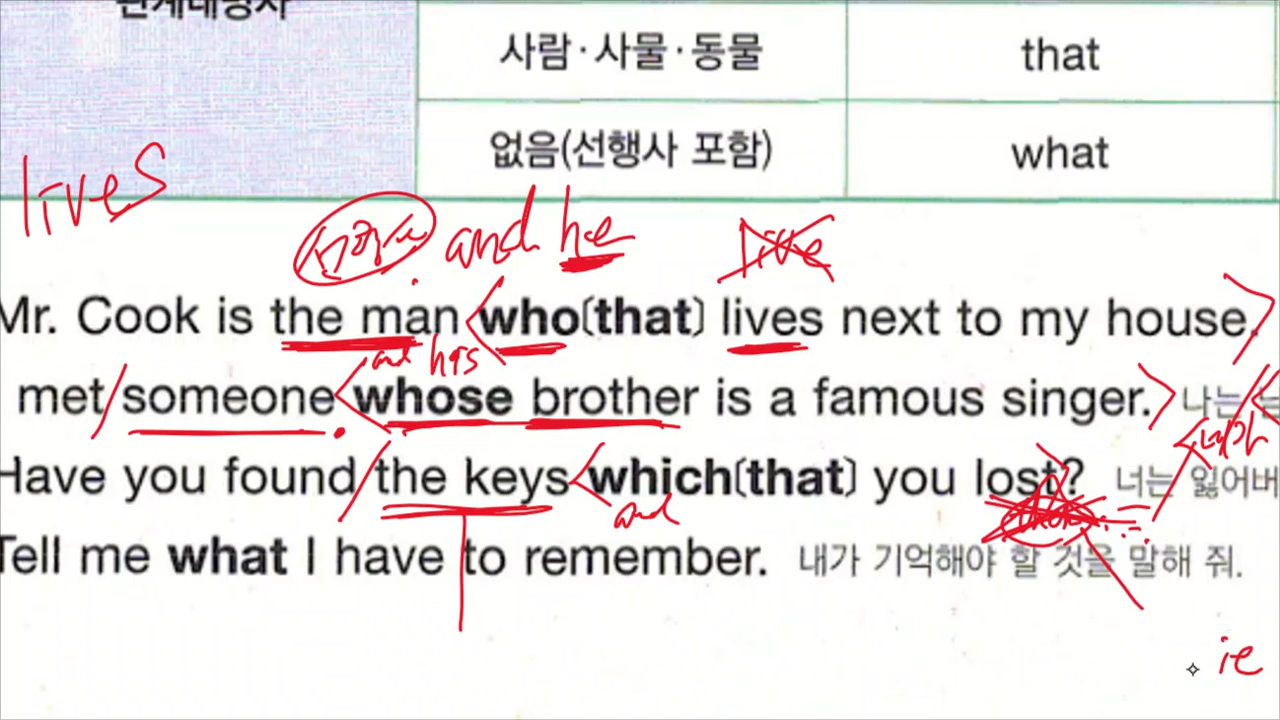 관계대명사
사람·사물·동물 that
없음(선행사 포함) what
lives
선행사 and he live
Mr. Cook is the man who(that) lives next to my house.
and his
met someone whose brother is a famous singer. 나는
Have you found the keys which(that) you lost? 너는 잃어버
and
Tell me what I have to remember. 내가 기억해야 할 것을 말해 줘.
ie